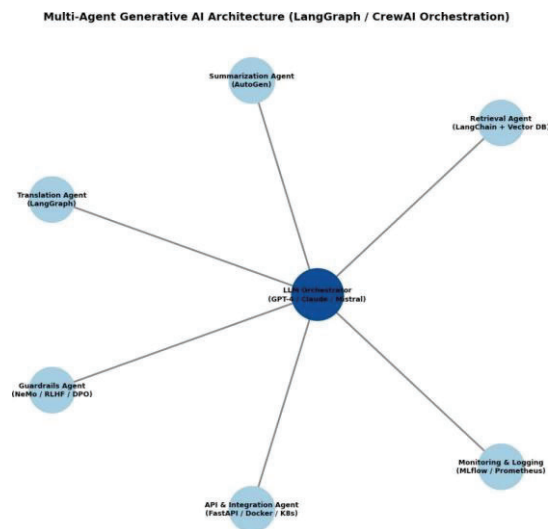 Multi-Agent Generative AI Architecture (LangGraph / CrewAI Orchestration)
Summarization Agent
(AutoGen)
Retrieval Agent
(LangChain + Vector DB)
Translation Agent
(LangGraph)
LLM Orchestrator
(GPT-4 / Claude / Mistral)
Guardrails Agent
(NeMo / RLHF / DPO)
Monitoring & Logging
(MLflow / Prometheus)
API & Integration Agent
(FastAPI / Docker / K8s)